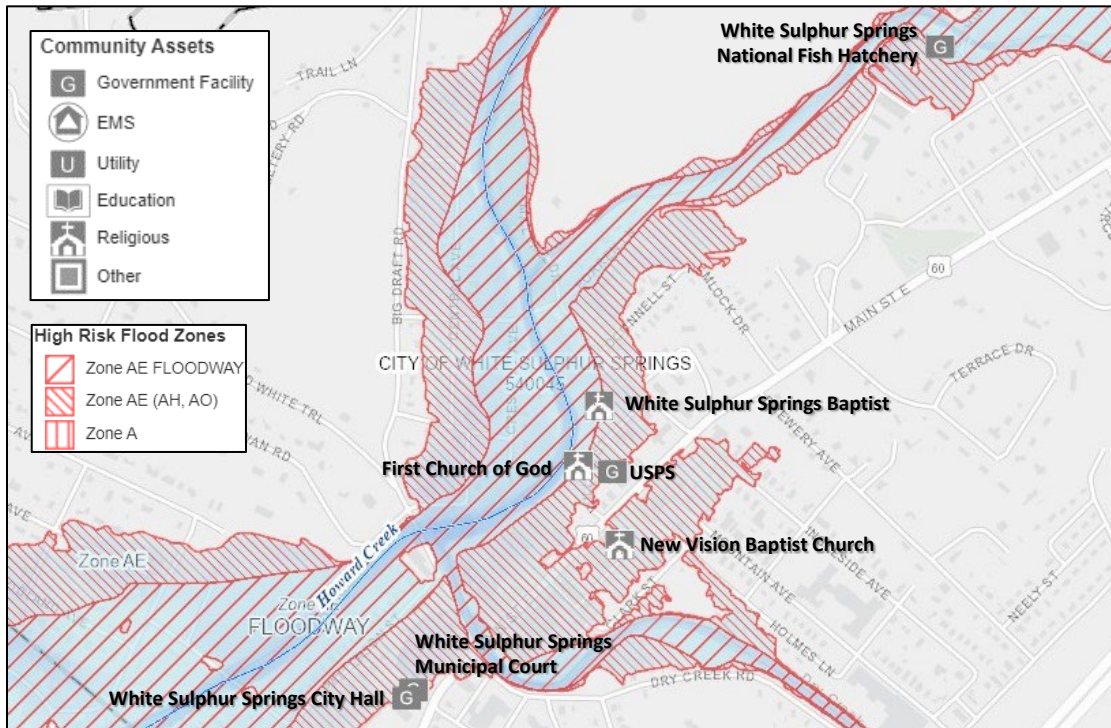 Community Assets
G Government Facility
EMS
U Utility
Education
Religious
Other
High Risk Flood Zones
Zone AE FLOODWAY
Zone AE (AH, AO)
Zone A
White Sulphur Springs
National Fish Hatchery
G
TRAIL LN
BIG DRAFT RD
60
MAIN ST E
TERRACE DR
CITY OF WHITE SULPHUR SPRINGS
540045
White Sulphur Springs Baptist
First Church of God
G USPS
60
New Vision Baptist Church
MOUNTAIN AVE
NEELY ST
HOLMES LN
Zone AE
Howard Creek
Zone
FLOODWAY
White Sulphur Springs
Municipal Court
DRY CREEK RD
White Sulphur Springs City Hall
G